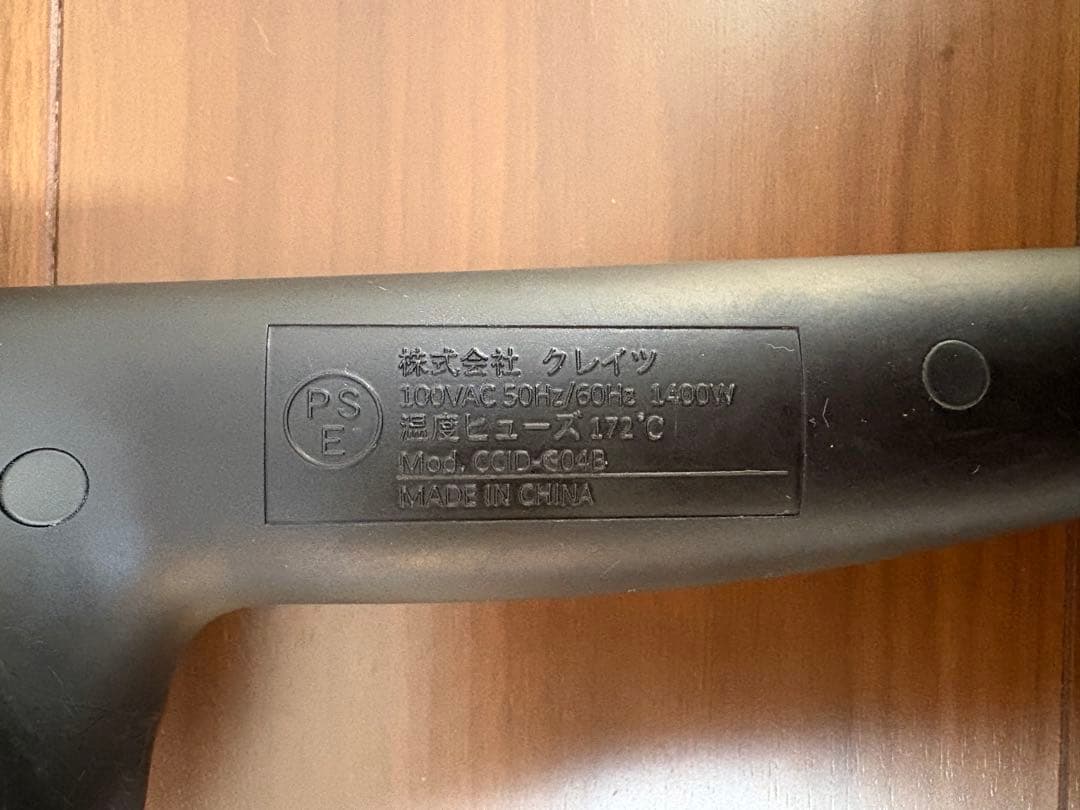 PS
E
株式会社 クレイツ
100VAC 50Hz/60Hz 1400W
温度ヒューズ 172℃
Mod. CCID-G04B
MADE IN CHINA